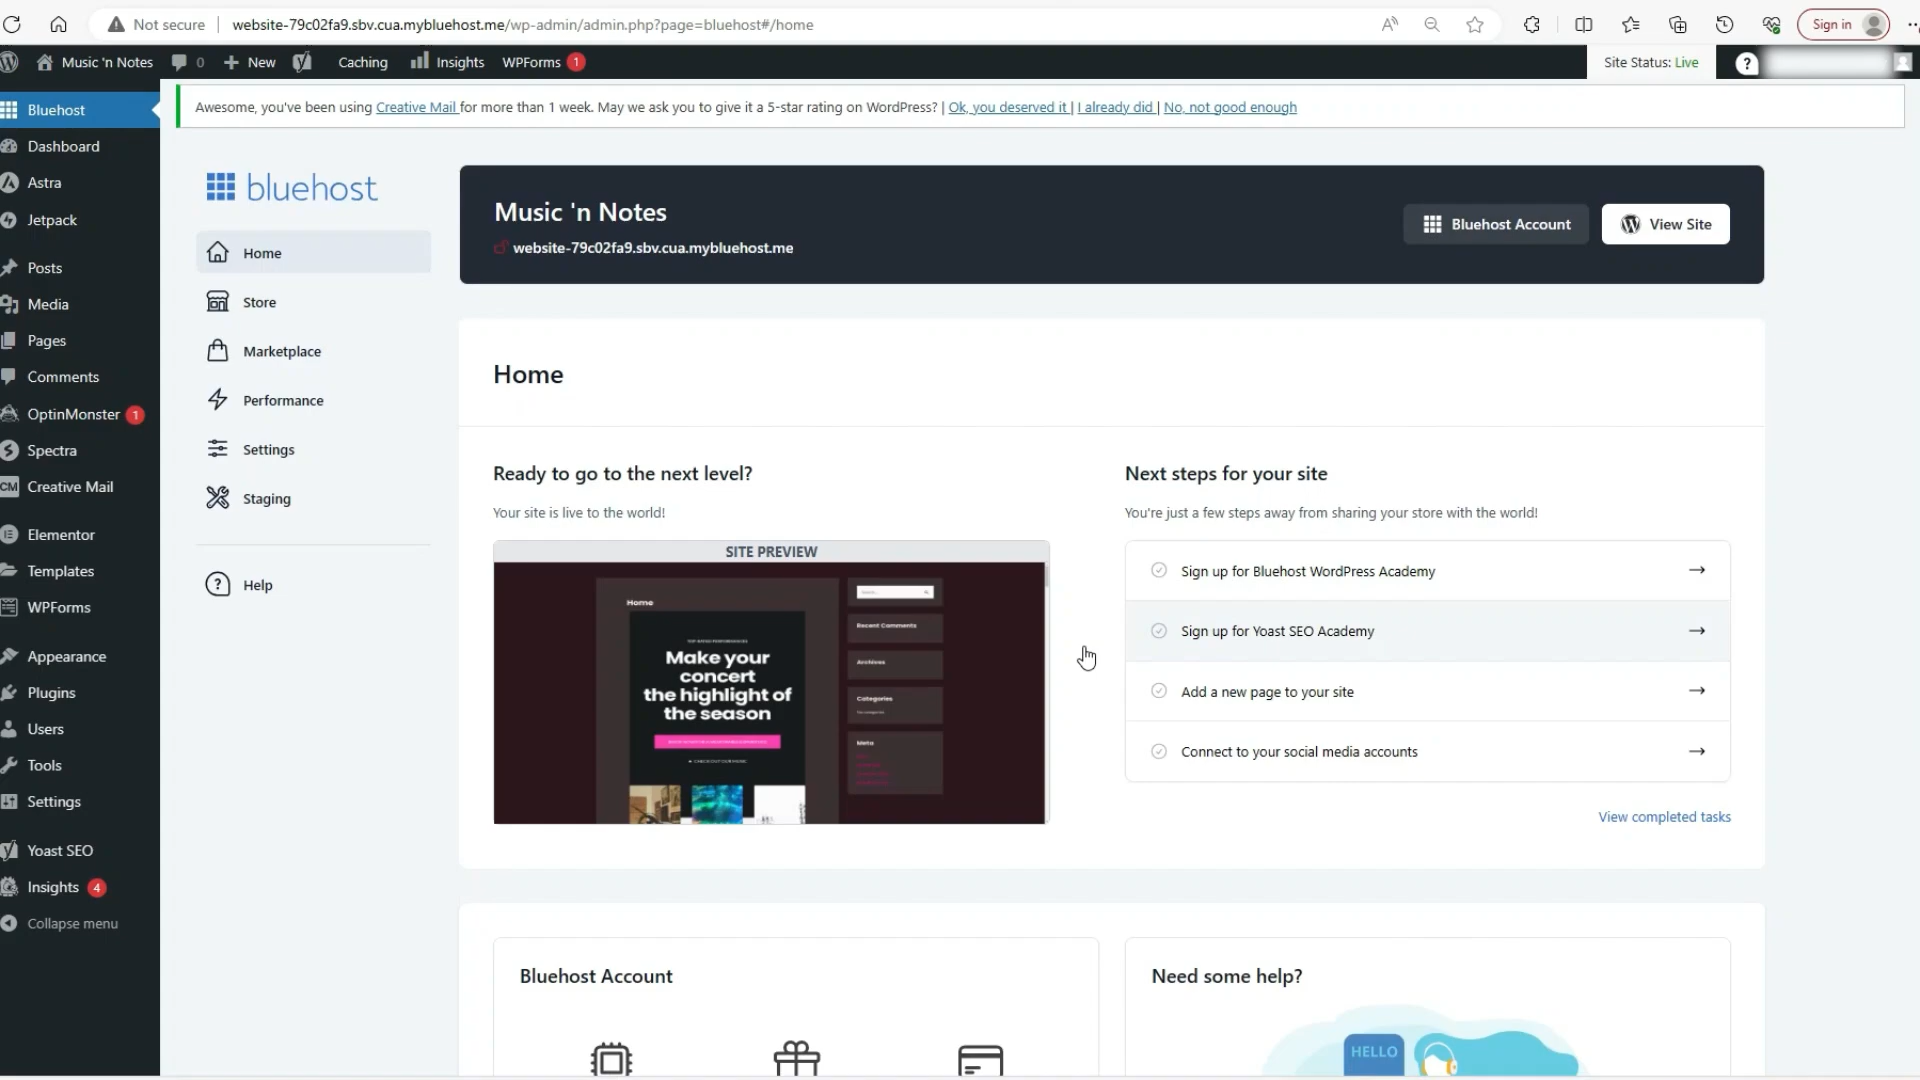 Not secure
website-79c02fa9.sbv.cua.mybluehost.me/wp-admin/admin.php?page=bluehost#/home
Sign in
Music 'n Notes
0
New
Caching
Insights
WPForms 1
Site Status: Live
Bluehost
Dashboard
Astra
Jetpack
Posts
Media
Pages
Comments
OptinMonster 1
Spectra
CM Creative Mail
Elementor
Templates
WPForms
Appearance
Plugins
Users
Tools
Settings
Yoast SEO
Insights 4
Collapse menu
Awesome, you've been using Creative Mail for more than 1 week. May we ask you to give it a 5-star rating on WordPress? | Ok, you deserved it | I already did | No, not good enough
bluehost
Home
Store
Marketplace
Performance
Settings
Staging
Help
Music 'n Notes
website-79c02fa9.sbv.cua.mybluehost.me
Bluehost Account
View Site
Home
Ready to go to the next level?
Your site is live to the world!
SITE PREVIEW
Home
Make your
concert
the highlight of
the season
Recent Comments
Archives
Categories
Meta
Next steps for your site
You're just a few steps away from sharing your store with the world!
Sign up for Bluehost WordPress Academy
Sign up for Yoast SEO Academy
Add a new page to your site
Connect to your social media accounts
View completed tasks
Bluehost Account
Need some help?
HELLO